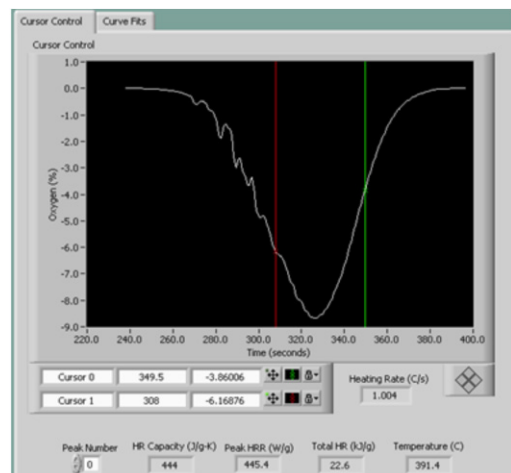 Cursor Control Curve Fits
Cursor Control
1.0
0.0
-1.0
-2.0
-3.0
-4.0
-5.0
-6.0
-7.0
-8.0
-9.0
Oxygen (%)
220.0 240.0 260.0 280.0 300.0 320.0 340.0 360.0 380.0 400.0
Time (seconds)
Cursor 0 349.5 -3.86006
Cursor 1 308 -6.16876
Heating Rate (C/s)
1.004
Peak Number HR Capacity (J/g-K) Peak HRR (W/g) Total HR (kJ/g) Temperature (C)
0 444 445.4 22.6 391.4